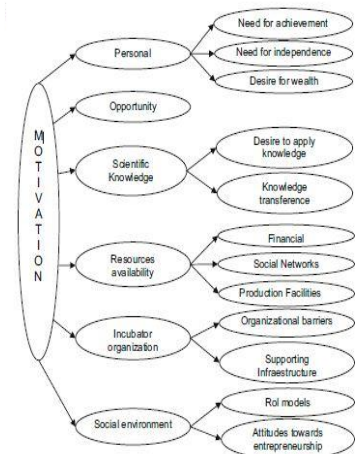 MOTIVATION
Personal
Need for achievement
Need for independence
Desire for wealth
Opportunity
Scientific
Knowledge
Desire to apply
knowledge
Knowledge
transference
Resources
availability
Financial
Social Networks
Production Facilities
Incubator
organization
Organizational barriers
Supporting
Infraestructure
Social environment
Rol models
Attitudes towards
entrepreneurship